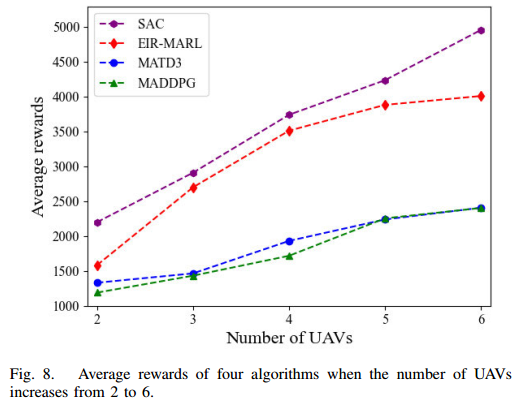 SAC
EIR-MARL
MATD3
MADDPG
5000
4500
4000
3500
3000
2500
2000
1500
1000
Average rewards
2 3 4 5 6
Number of UAVs
Fig. 8. Average rewards of four algorithms when the number of UAVs
increases from 2 to 6.